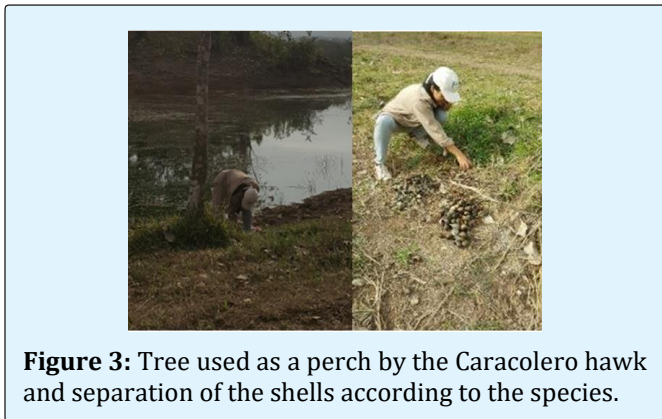 Figure 3: Tree used as a perch by the Caracolero hawk
and separation of the shells according to the species.